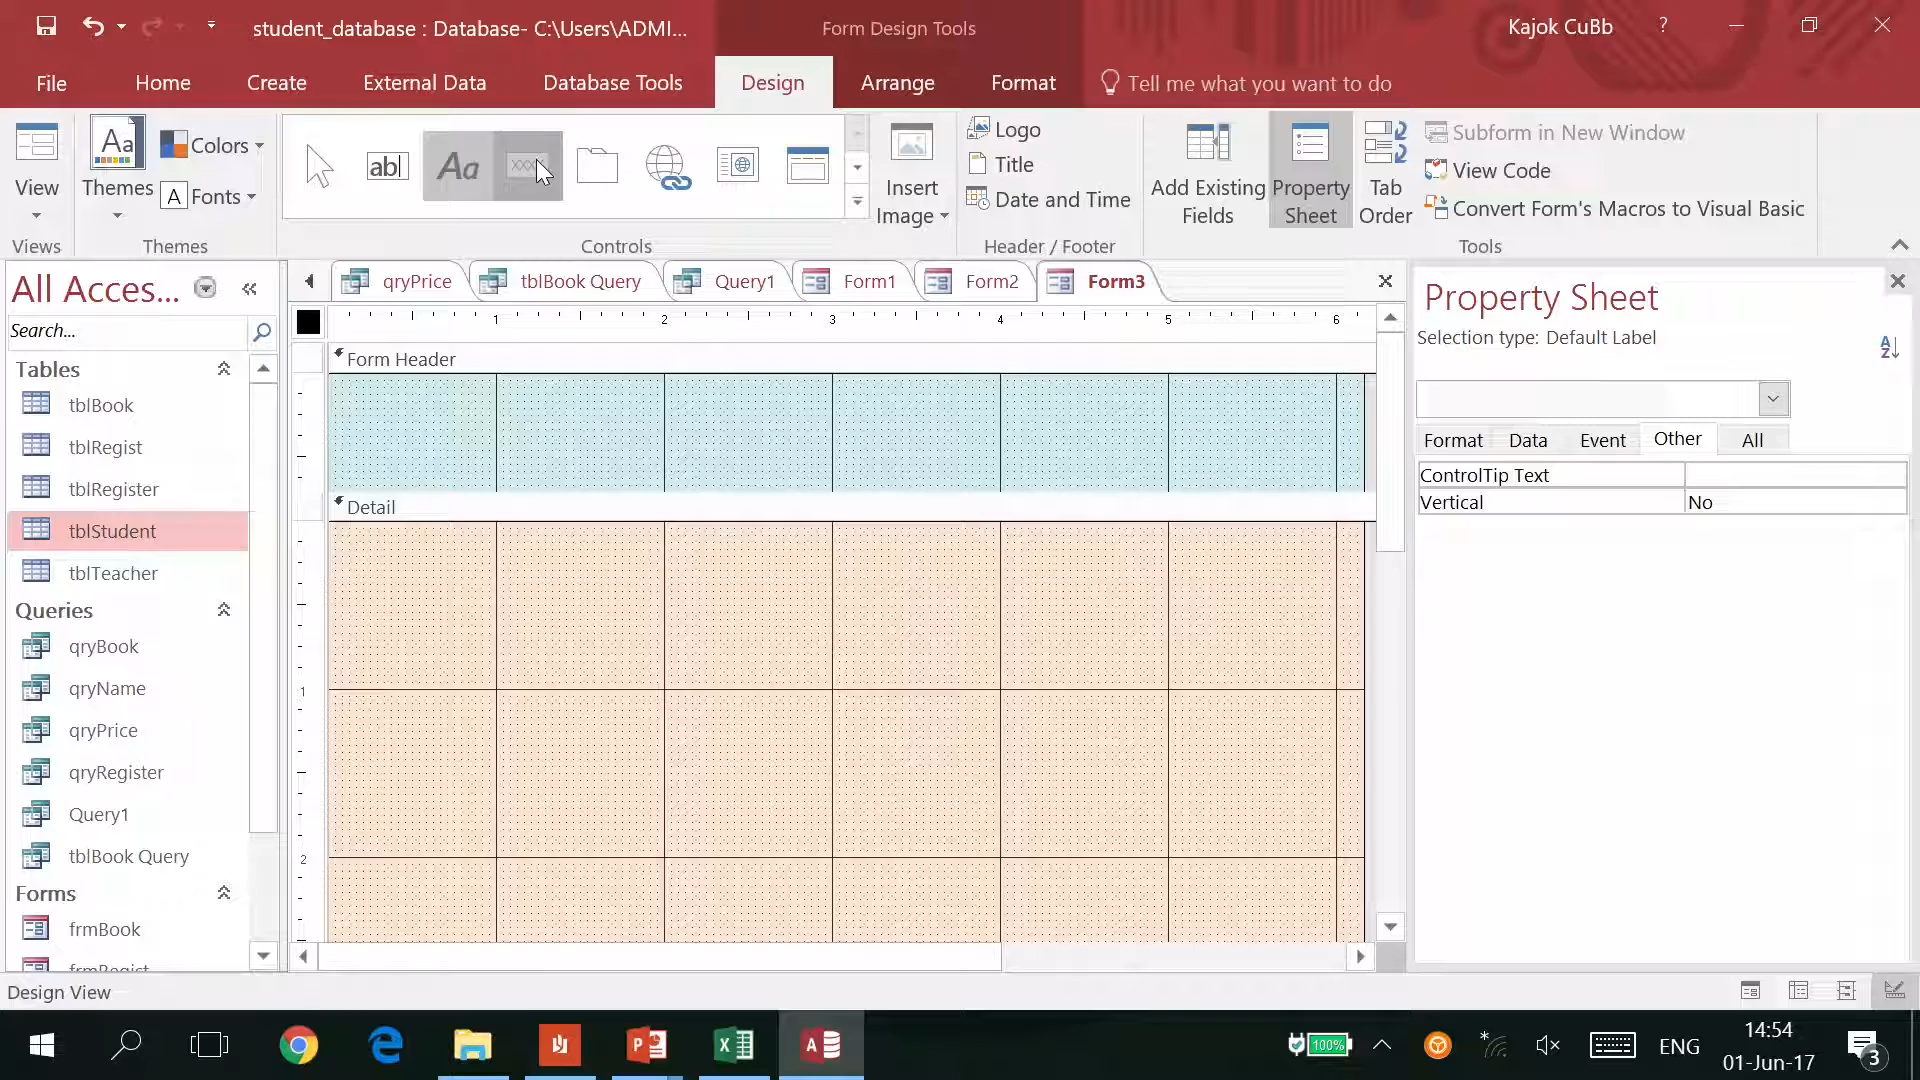 student_database : Database- C:\Users\ADMI...
Form Design Tools
Kajok CuBb
?
File
Home
Create
External Data
Database Tools
Design
Arrange
Format
Tell me what you want to do
View
Themes
Colors
Fonts
ab
Aa
XXXX
Insert
Image
Logo
Title
Date and Time
Add Existing
Fields
Property
Sheet
Tab
Order
Subform in New Window
View Code
Convert Form's Macros to Visual Basic
Views
Themes
Controls
Header / Footer
Tools
All Acces...
Search...
Tables
tblBook
tblRegist
tblRegister
tblStudent
tblTeacher
Queries
qryBook
qryName
qryPrice
qryRegister
Query1
tblBook Query
Forms
frmBook
frmRegist
qryPrice
tblBook Query
Query1
Form1
Form2
Form3
1 2 3 4 5 6
Form Header
Detail
1
2
Property Sheet
Selection type: Default Label
Format
Data
Event
Other
All
ControlTip Text
Vertical
No
Design View
100%
ENG
14:54
01-Jun-17
3